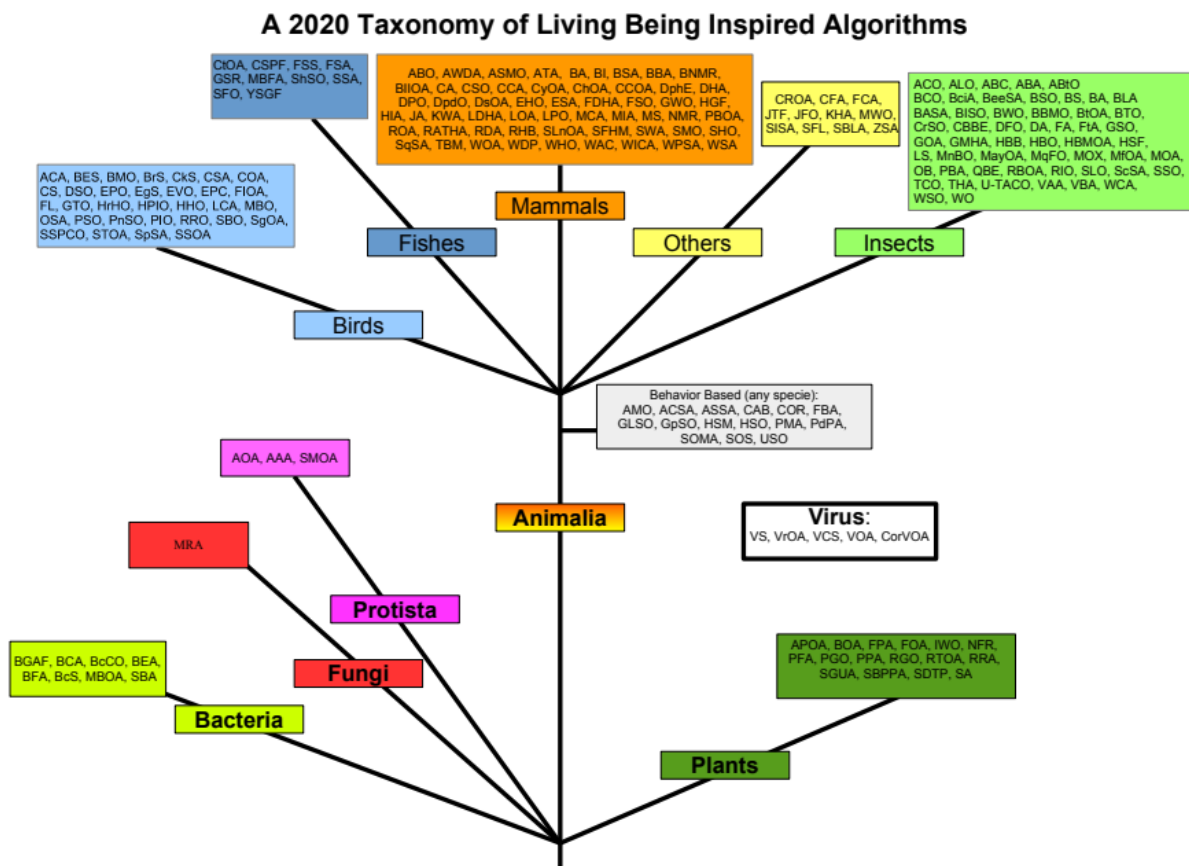 A 2020 Taxonomy of Living Being Inspired Algorithms
CtOA, CSPF, FSS, FSA,
GSR, MBFA, ShSO, SSA,
SFO, YSGF
ABO, AWDA, ASMO, ATA, BA, BI, BSA, BBA, BNMR,
BIIOA, CA, CSO, CCA, CyOA, ChOA, CCOA, DphE, DHA,
DPO, DpdO, DsOA, EHO, ESA, FDHA, FSO, GWO, HGF,
HIA, JA, KWA, LDHA, LOA, LPO, MCA, MIA, MS, NMR, PBOA,
ROA, RATHA, RDA, RHB, SLnOA, SFHM, SWA, SMO, SHO,
SqSA, TBM, WOA, WDP, WHO, WAC, WICA, WPSA, WSA
CROA, CFA, FCA,
JTF, JFO, KHA, MWO,
SISA, SFL, SBLA, ZSA
ACO, ALO, ABC, ABA, ABtO
BCO, BciA, BeeSA, BSO, BS, BA, BLA
BASA, BISO, BWO, BBMO, BtOA, BTO,
CrSO, CBBE, DFO, DA, FA, FtA, GSO,
GOA, GMHA, HBB, HBO, HBMOA, HSF,
LS, MnBO, MayOA, MqFO, MOX, MfOA, MOA,
OB, PBA, QBE, RBOA, RIO, SLO, ScSA, SSO,
TCO, THA, U-TACO, VAA, VBA, WCA,
WSO, WO
ACA, BES, BMO, BrS, CkS, CSA, COA,
CS, DSO, EPO, EgS, EVO, EPC, FIOA,
FL, GTO, HrHO, HPIO, HHO, LCA, MBO,
OSA, PSO, PnSO, PIO, RRO, SBO, SgOA,
SSPCO, STOA, SpSA, SSOA
Mammals
Fishes
Others
Insects
Birds
Behavior Based (any specie):
AMO, ACSA, ASSA, CAB, COR, FBA,
GLSO, GpSO, HSM, HSO, PMA, PdPA,
SOMA, SOS, USO
AOA, AAA, SMOA
Animalia
Virus:
VS, VrOA, VCS, VOA, CorVOA
MRA
Protista
BGAF, BCA, BcCO, BEA,
BFA, BcS, MBOA, SBA
Fungi
APOA, BOA, FPA, FOA, IWO, NFR,
PFA, PGO, PPA, RGO, RTOA, RRA,
SGUA, SBPPA, SDTP, SA
Bacteria
Plants